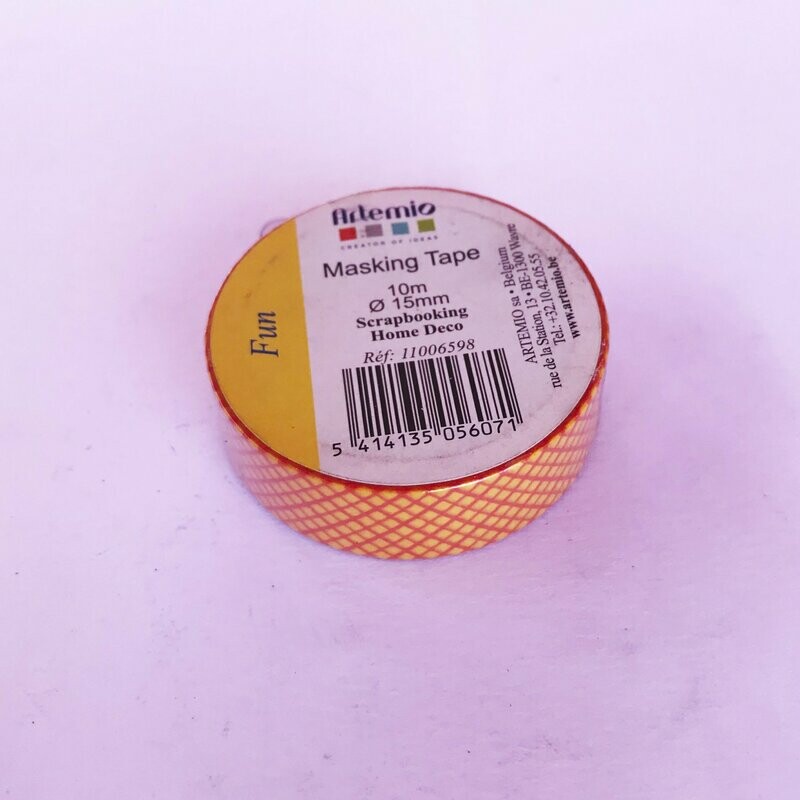 Artemio
CREATOR OF IDEAS
Masking Tape
10m
Ø 15mm
Scrapbooking
Home Deco
Réf: 11006598
5 414135 056071
Fun
ARTEMIO sa • Belgium
rue de la Station, 13 • BE-1300 Wavre
Tel.: +32.10.42.05.55
www.artemio.be